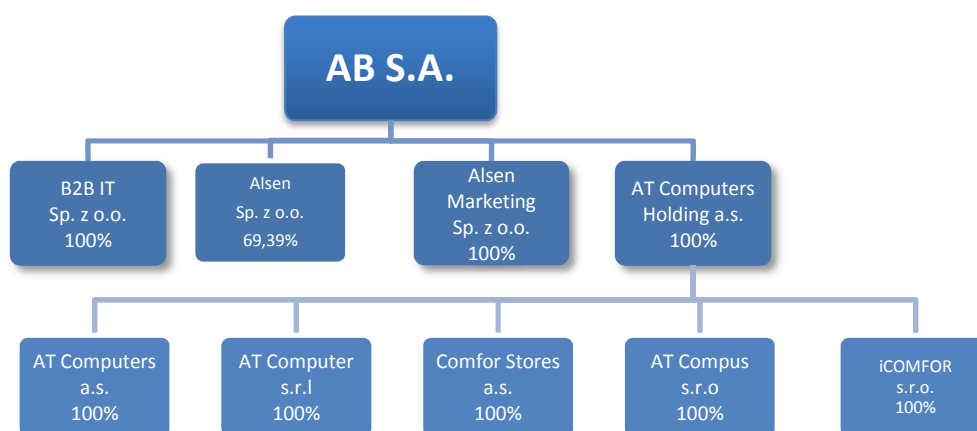 AB S.A.
B2B IT
Sp. z o.o.
100%
Alsen
Sp. z o.o.
69,39%
Alsen
Marketing
Sp. z o.o.
100%
AT Computers
Holding a.s.
100%
AT Computers
a.s.
100%
AT Computer
s.r.l
100%
Comfor Stores
a.s.
100%
AT Compus
s.r.o
100%
iCOMFOR
s.r.o.
100%